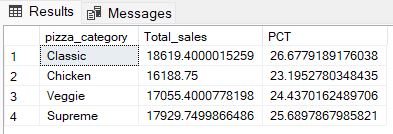 Results Messages
pizza_category Total_sales PCT
1 Classic 18619.4000015259 26.6779189176038
2 Chicken 16188.75 23.1952780348435
3 Veggie 17055.4000778198 24.4370162489706
4 Supreme 17929.7499866486 25.6897867985821